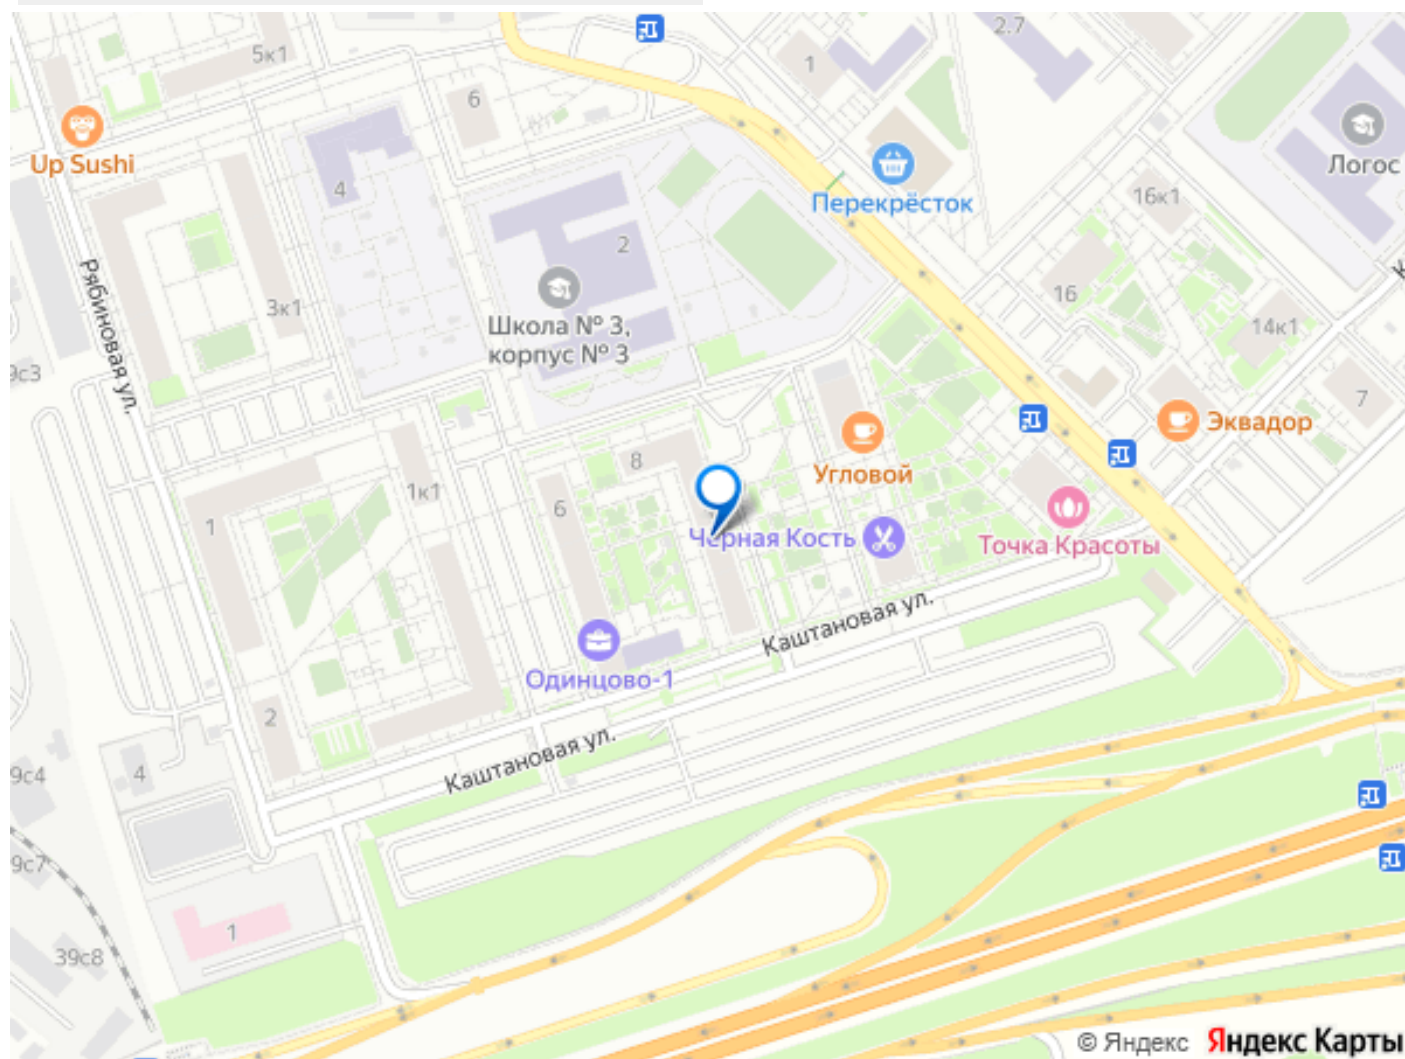 5к1
6
1
2.7
Up Sushi
4
Перекрёсток
Логос
16к1
2
Рябиновая ул.
3к1
Школа № 3,
корпус № 3
16
14к1
9с3
7
Эквадор
8
Угловой
1к1
6
1
Чёрная Кость
Точка Красоты
Каштановая ул.
Одинцово-1
2
Каштановая ул.
9с4
4
9с7
1
39с8
© Яндекс Яндекс Карты